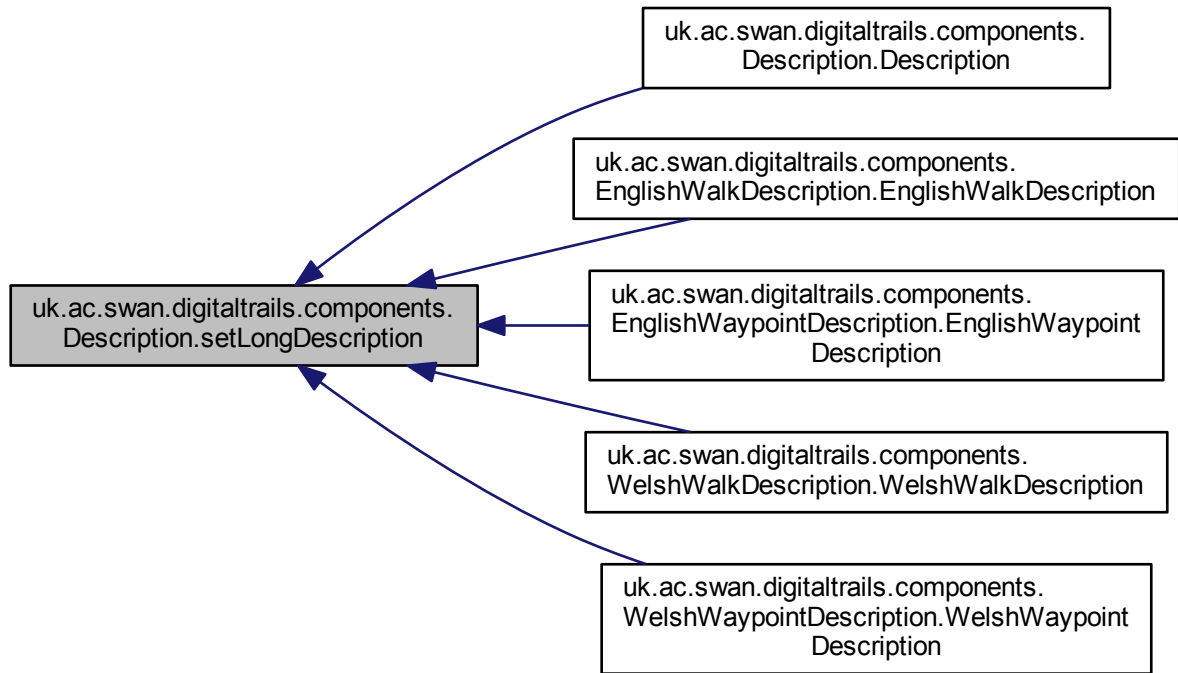 uk.ac.swan.digitaltrails.components.
Description.Description
uk.ac.swan.digitaltrails.components.
EnglishWalkDescription.EnglishWalkDescription
uk.ac.swan.digitaltrails.components.
Description.setLongDescription
uk.ac.swan.digitaltrails.components.
EnglishWaypointDescription.EnglishWaypoint
Description
uk.ac.swan.digitaltrails.components.
WelshWalkDescription.WelshWalkDescription
uk.ac.swan.digitaltrails.components.
WelshWaypointDescription.WelshWaypoint
Description